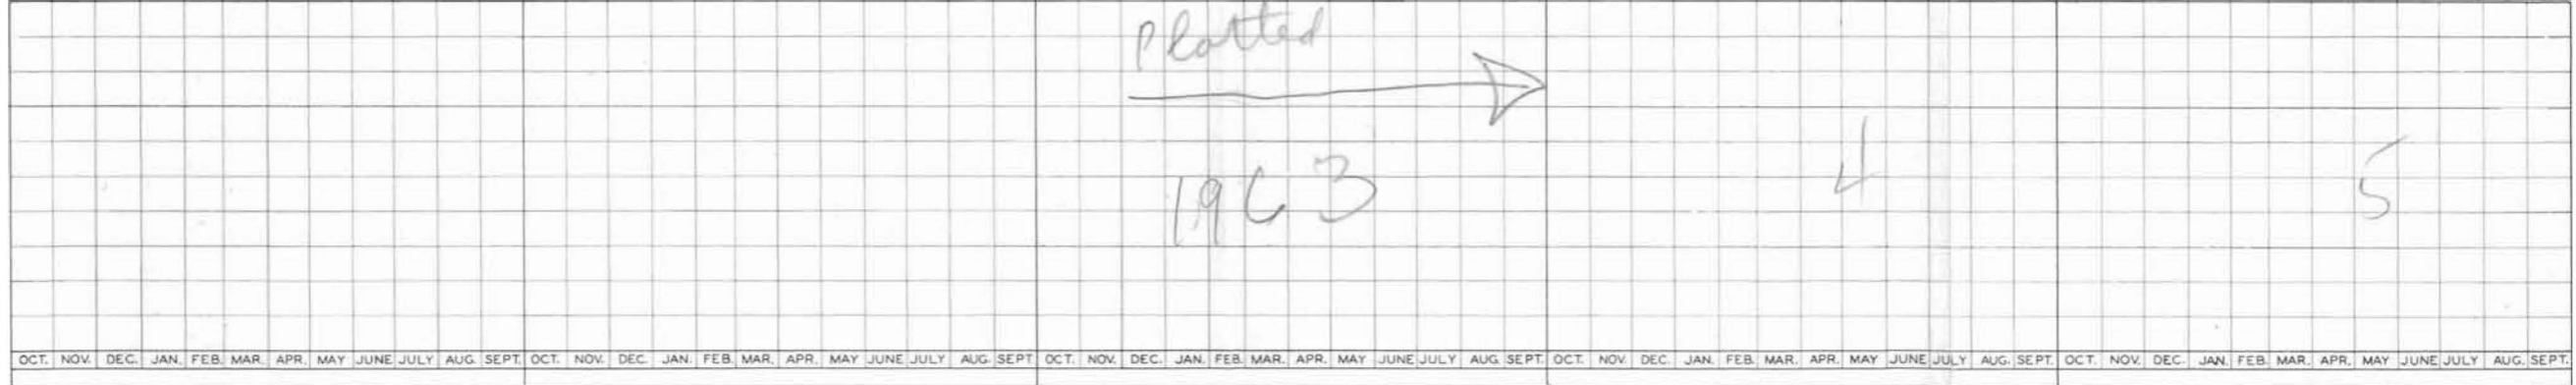 Plotted
1963 4 5
OCT. NOV. DEC. JAN. FEB. MAR. APR. MAY JUNE JULY AUG. SEPT. OCT. NOV. DEC. JAN. FEB. MAR. APR. MAY JUNE JULY AUG. SEPT. OCT. NOV. DEC. JAN. FEB. MAR. APR. MAY JUNE JULY AUG. SEPT. OCT. NOV. DEC. JAN. FEB. MAR. APR. MAY JUNE JULY AUG. SEPT. OCT. NOV. DEC. JAN. FEB. MAR. APR. MAY JUNE JULY AUG. SEPT.